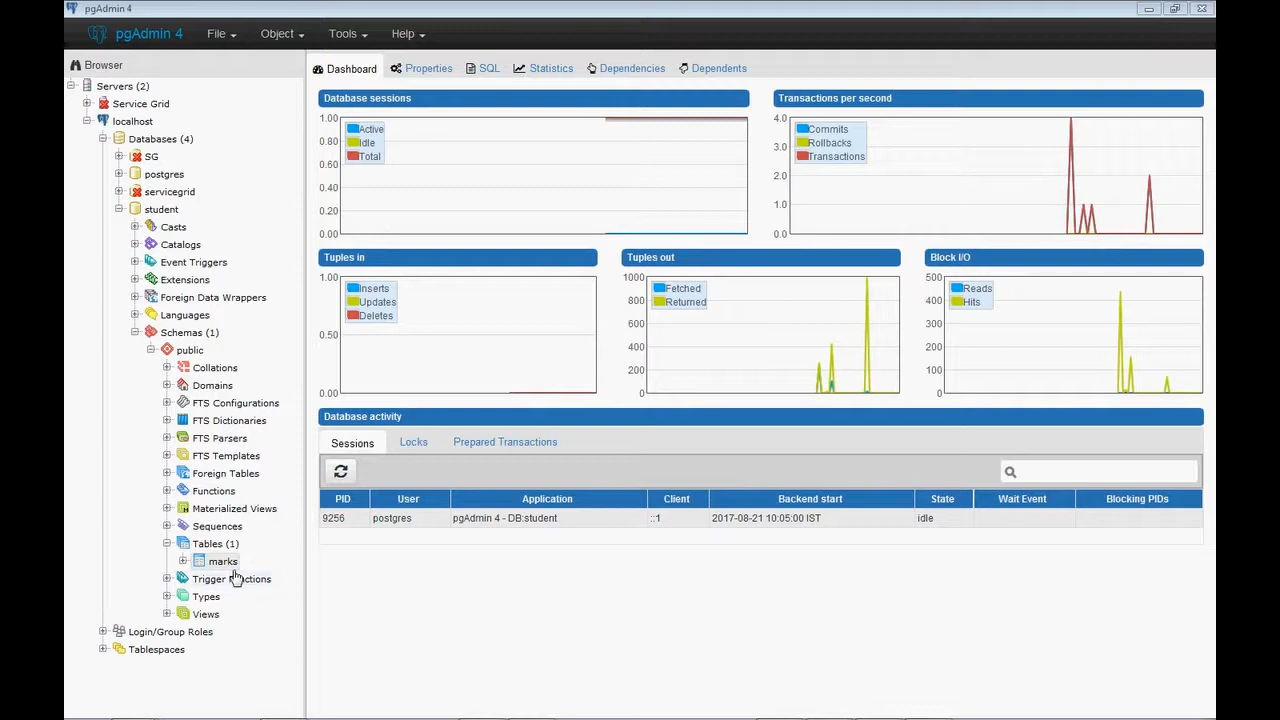 pgAdmin 4
pgAdmin 4 File Object Tools Help
Browser
Servers (2)
Service Grid
localhost
Databases (4)
SG
postgres
servicegrid
student
Casts
Catalogs
Event Triggers
Extensions
Foreign Data Wrappers
Languages
Schemas (1)
public
Collations
Domains
FTS Configurations
FTS Dictionaries
FTS Parsers
FTS Templates
Foreign Tables
Functions
Materialized Views
Sequences
Tables (1)
marks
Trigger
Types
Views
Login/Group Roles
Tablespaces
Dashboard Properties SQL Statistics Dependencies Dependents
Database sessions
1.00
0.80
0.60
0.40
0.20
0.00
Active
Idle
Total
Transactions per second
4.0
3.0
2.0
1.0
0.0
Commits
Rollbacks
Transactions
Tuples in
1.00
0.50
0.00
Inserts
Updates
Deletes
Tuples out
1000
800
600
400
200
0
Fetched
Returned
Block I/O
500
400
300
200
100
0
Reads
Hits
Database activity
Sessions Locks Prepared Transactions
PID User Application Client Backend start State Wait Event Blocking PIDs
9256 postgres pgAdmin 4 - DB:student ::1 2017-08-21 10:05:00 IST idle